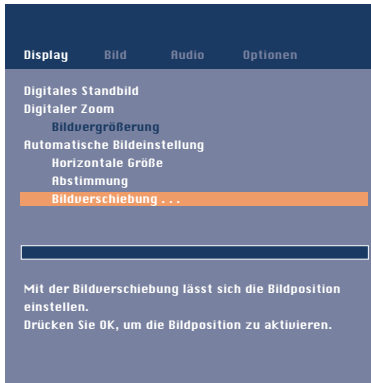 Display Bild Audio Optionen
Digitales Standbild
Digitaler Zoom
Bildvergrößerung
Automatische Bildeinstellung
Horizontale Größe
Abstimmung
Bildverschiebung . . .
Mit der Bildverschiebung lässt sich die Bildposition
einstellen.
Drücken Sie OK, um die Bildposition zu aktivieren.